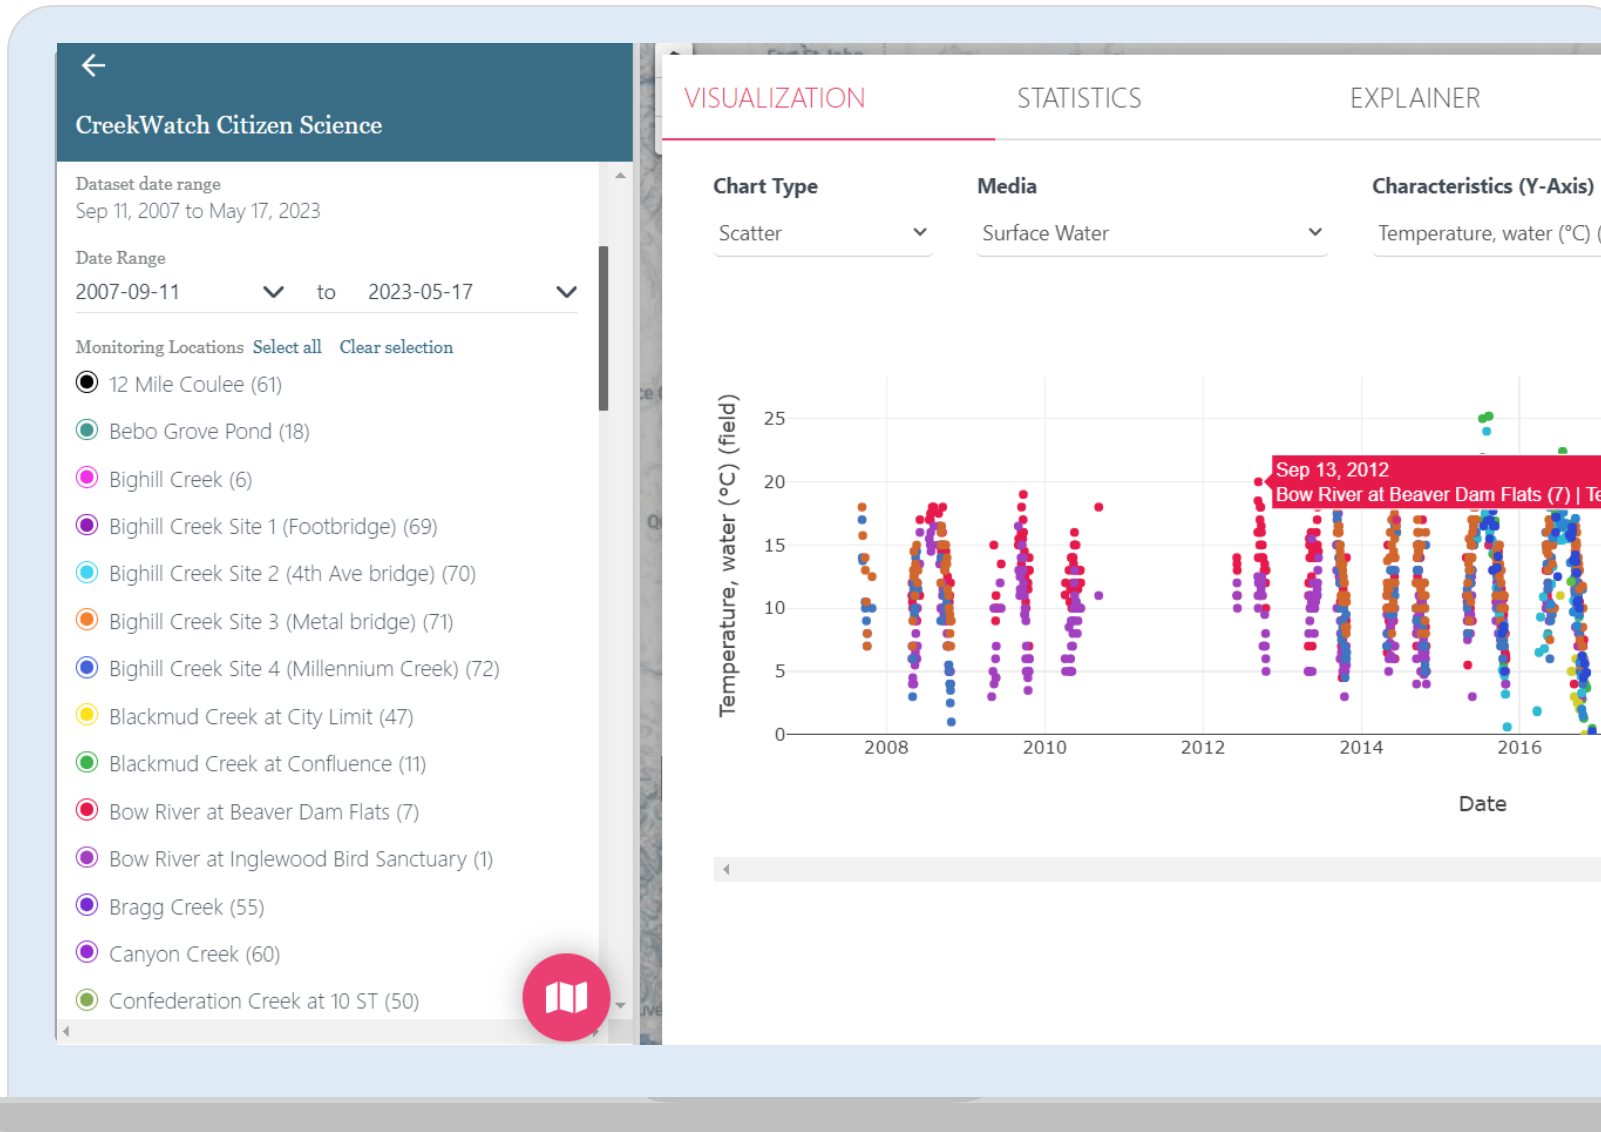 CreekWatch Citizen Science
Dataset date range
Sep 11, 2007 to May 17, 2023
Date Range
2007-09-11 to 2023-05-17
Monitoring Locations Select all Clear selection
12 Mile Coulee (61)
Bebo Grove Pond (18)
Bighill Creek (6)
Bighill Creek Site 1 (Footbridge) (69)
Bighill Creek Site 2 (4th Ave bridge) (70)
Bighill Creek Site 3 (Metal bridge) (71)
Bighill Creek Site 4 (Millennium Creek) (72)
Blackmud Creek at City Limit (47)
Blackmud Creek at Confluence (11)
Bow River at Beaver Dam Flats (7)
Bow River at Inglewood Bird Sanctuary (1)
Bragg Creek (55)
Canyon Creek (60)
Confederation Creek at 10 ST (50)
VISUALIZATION STATISTICS EXPLAINER
Chart Type Media Characteristics (Y-Axis)
Scatter Surface Water Temperature, water (°C) (
Temperature, water (°C) (field)
25
20
15
10
5
0
Sep 13, 2012
Bow River at Beaver Dam Flats (7) | Te
2008 2010 2012 2014 2016
Date